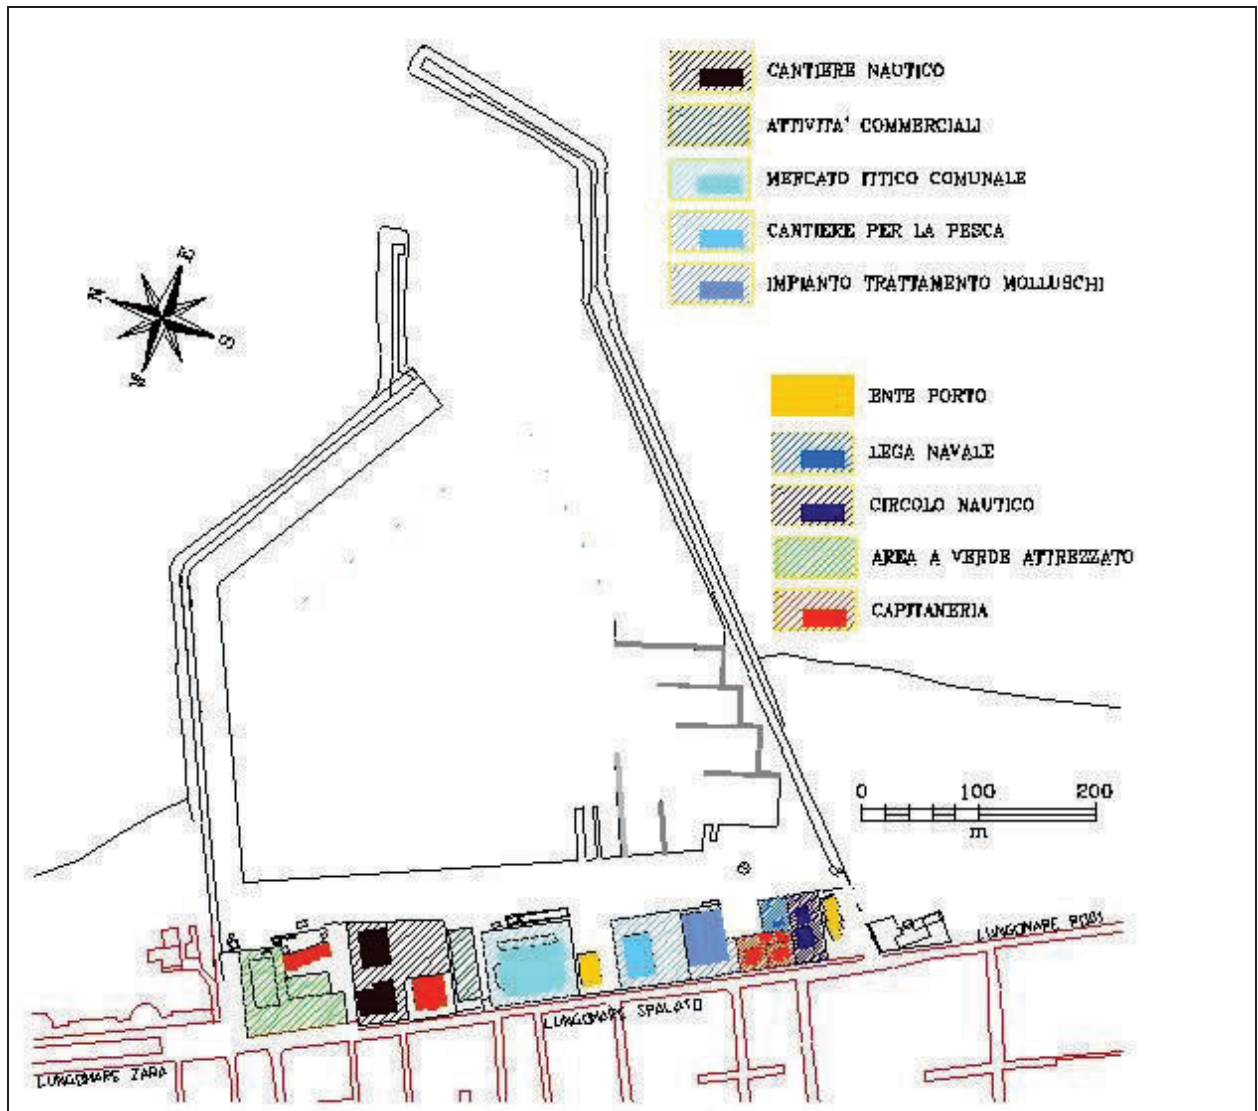 CANTIERE NAUTICO
ATTIVITA' COMMERCIALI
MERCATO ITTICO COMUNALE
CANTIERE PER LA PESCA
IMPIANTO TRATTAMENTO MOLLUSCHI
E
N
S
W
ENTE PORTO
LEGA NAVALE
CIRCOLO NAUTICO
AREA A VERDE ATTREZZATO
CAPITANERIA
0 100 200
m
LUNGOMARE RODI
LUNGOMARE SPALATO
LUNGOMARE ZARA